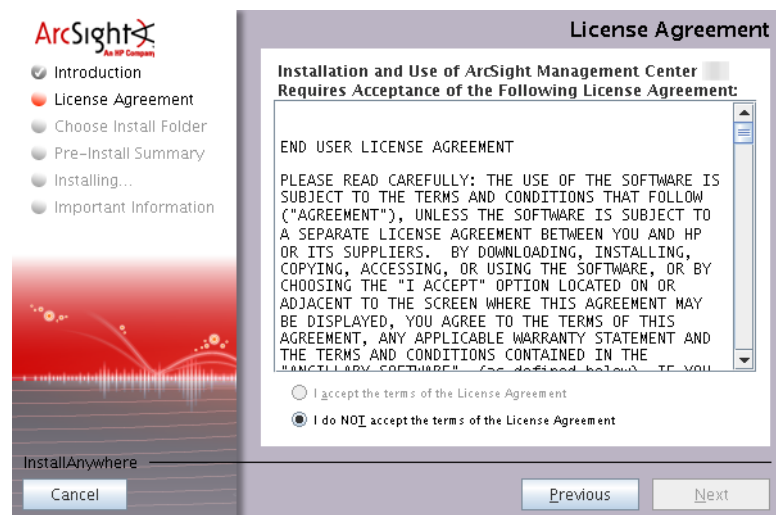 ArcSight
An HP Company
License Agreement
Introduction
License Agreement
Choose Install Folder
Pre-Install Summary
Installing...
Important Information
Installation and Use of ArcSight Management Center
Requires Acceptance of the Following License Agreement:
END USER LICENSE AGREEMENT
PLEASE READ CAREFULLY: THE USE OF THE SOFTWARE IS
SUBJECT TO THE TERMS AND CONDITIONS THAT FOLLOW
("AGREEMENT"), UNLESS THE SOFTWARE IS SUBJECT TO
A SEPARATE LICENSE AGREEMENT BETWEEN YOU AND HP
OR ITS SUPPLIERS.  BY DOWNLOADING, INSTALLING,
COPYING, ACCESSING, OR USING THE SOFTWARE, OR BY
CHOOSING THE "I ACCEPT" OPTION LOCATED ON OR
ADJACENT TO THE SCREEN WHERE THIS AGREEMENT MAY
BE DISPLAYED, YOU AGREE TO THE TERMS OF THIS
AGREEMENT, ANY APPLICABLE WARRANTY STATEMENT AND
THE TERMS AND CONDITIONS CONTAINED IN THE
"ANCILLARY SOFTWARE"  (as defined below).  IF YOU
I accept the terms of the License Agreement
I do NOT accept the terms of the License Agreement
InstallAnywhere
Cancel
Previous
Next